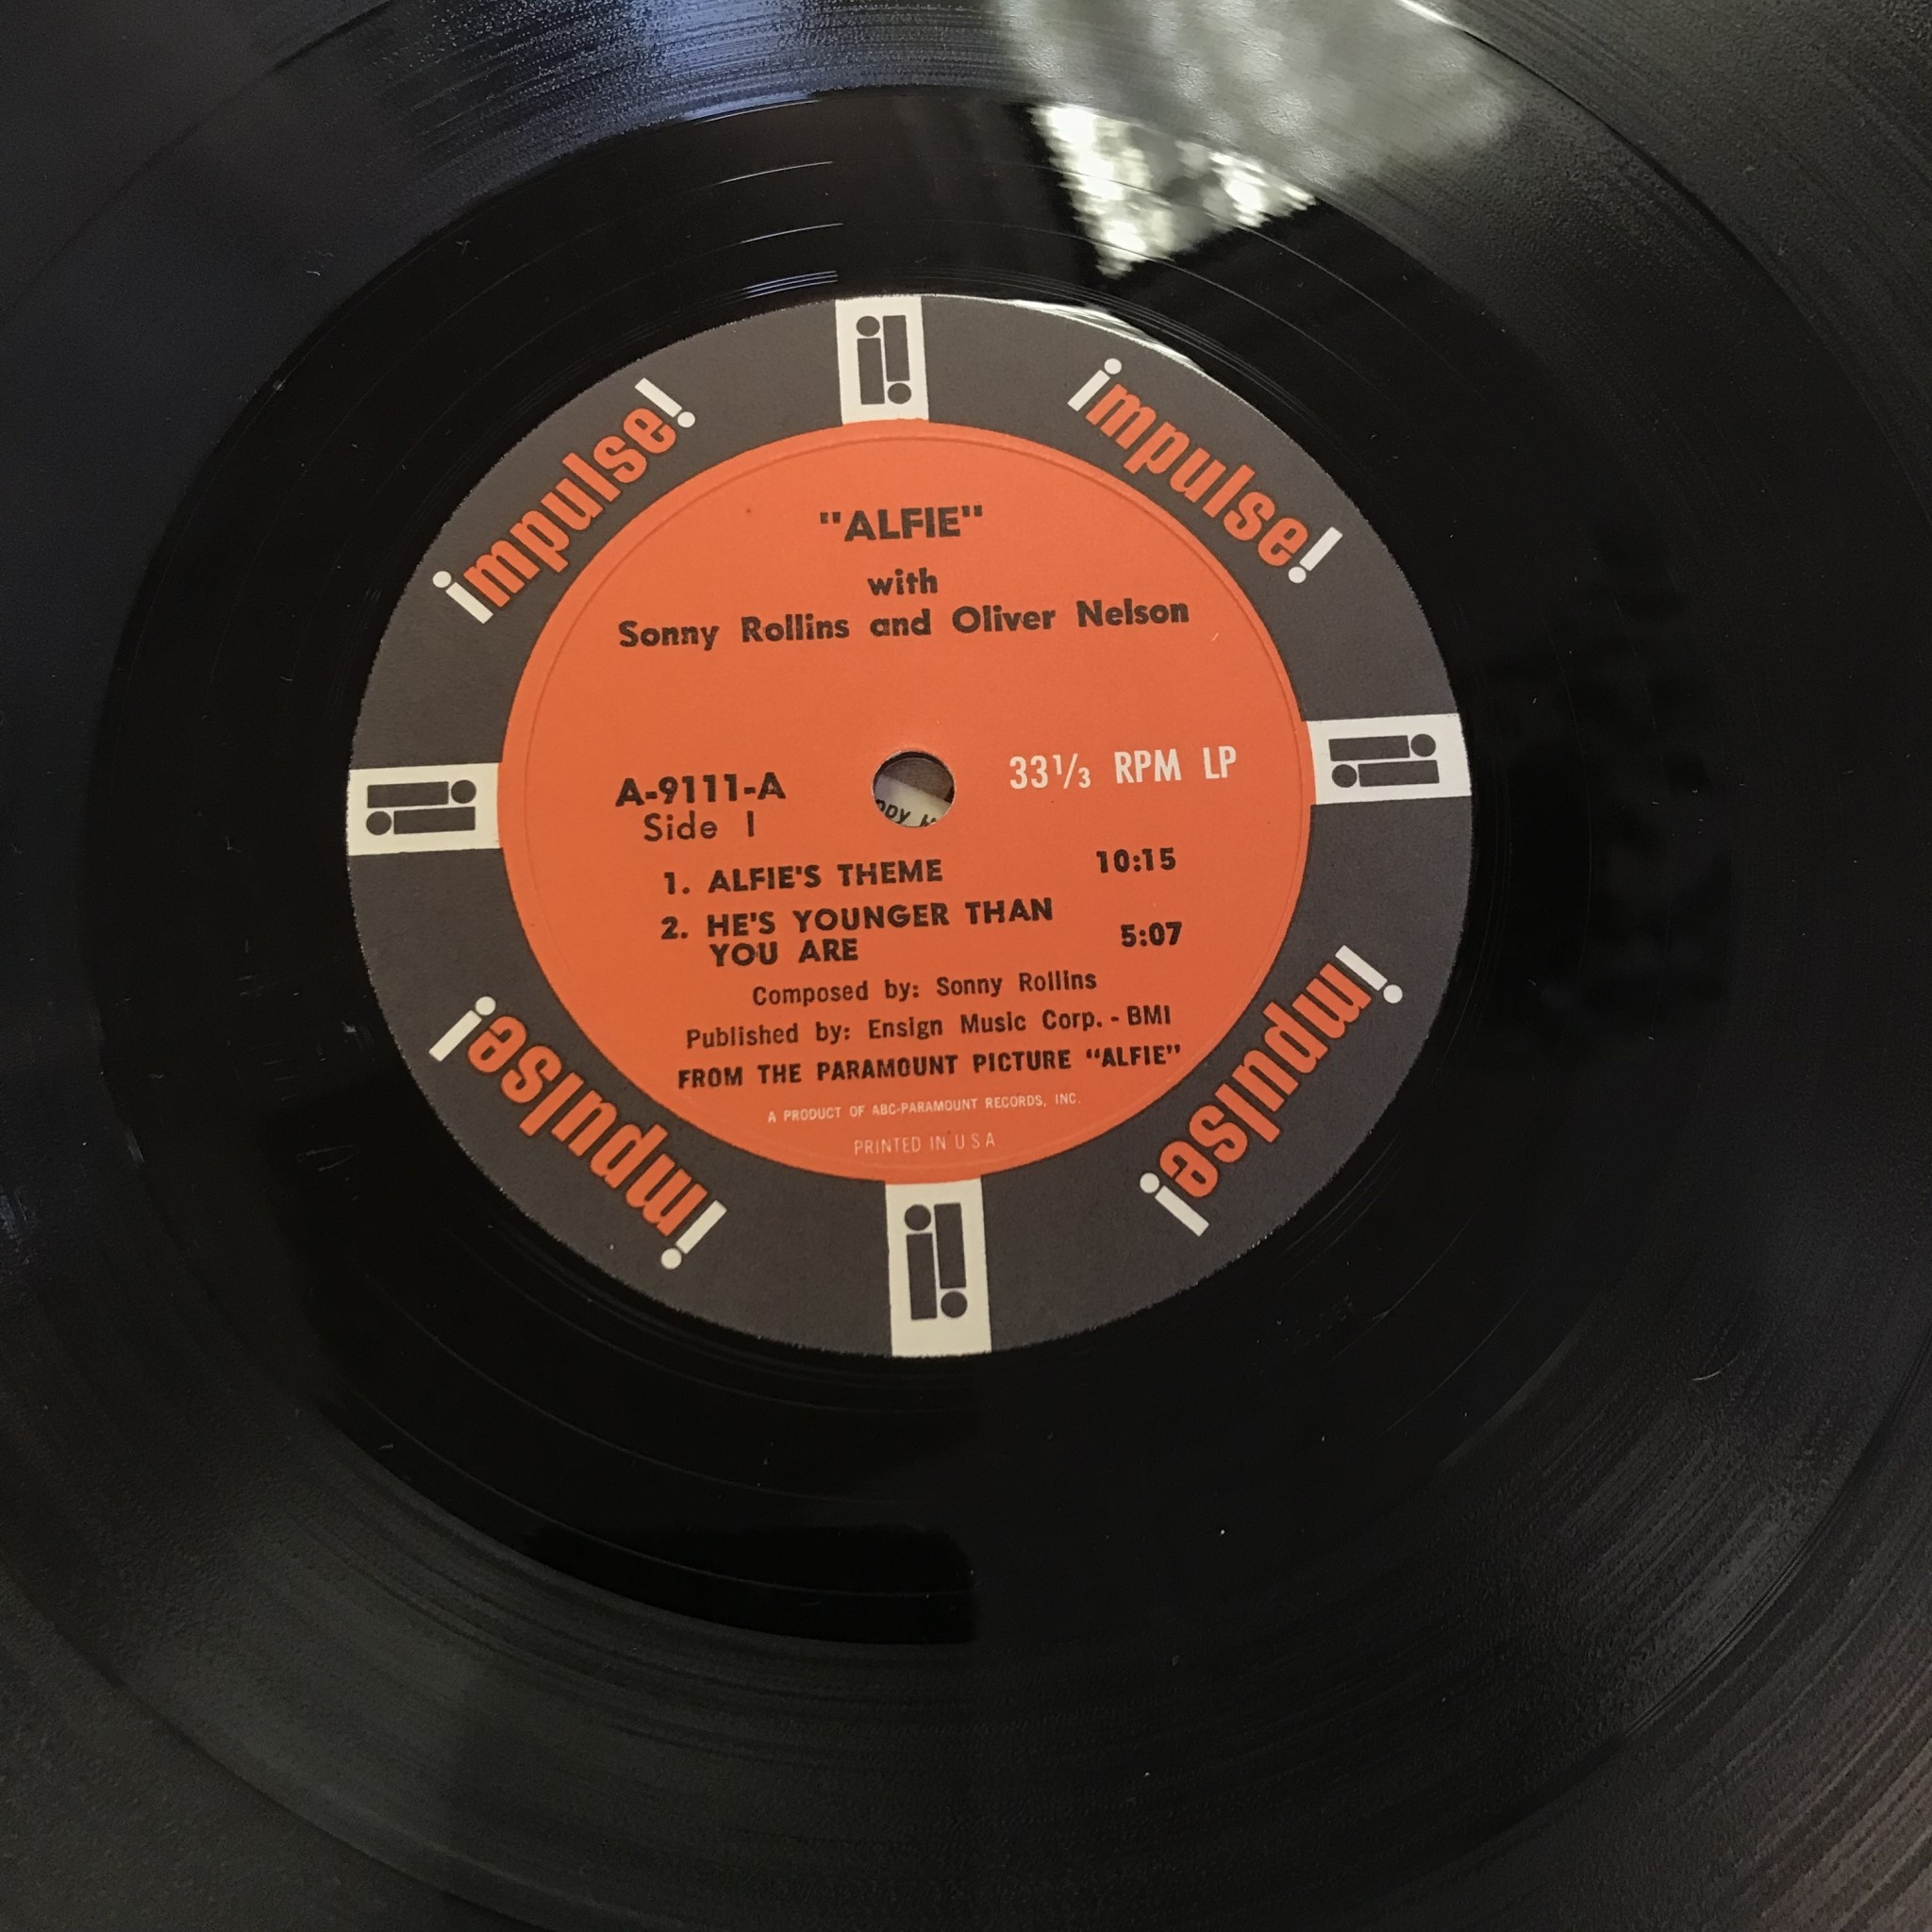 impulse!
impulse!
"ALFIE"
with
Sonny Rollins and Oliver Nelson
A-9111-A
33⅓ RPM LP
Side 1
1. ALFIE'S THEME 10:15
2. HE'S YOUNGER THAN
YOU ARE 5:07
Composed by: Sonny Rollins
Published by: Ensign Music Corp. - BMI
FROM THE PARAMOUNT PICTURE “ALFIE”
A PRODUCT OF ABC-PARAMOUNT RECORDS, INC.
PRINTED IN U S A
impulse!
impulse!